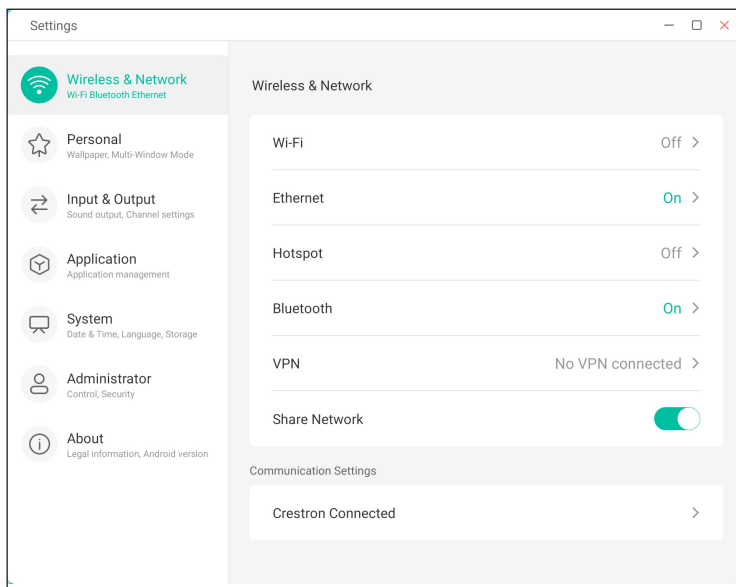 Settings
Wireless & Network
Wi-Fi Bluetooth Ethernet
Personal
Wallpaper, Multi-Window Mode
Input & Output
Sound output, Channel settings
Application
Application management
System
Date & Time, Language, Storage
Administrator
Control, Security
About
Legal information, Android version
Wireless & Network
Wi-Fi Off
Ethernet On
Hotspot Off
Bluetooth On
VPN No VPN connected
Share Network
Communication Settings
Crestron Connected